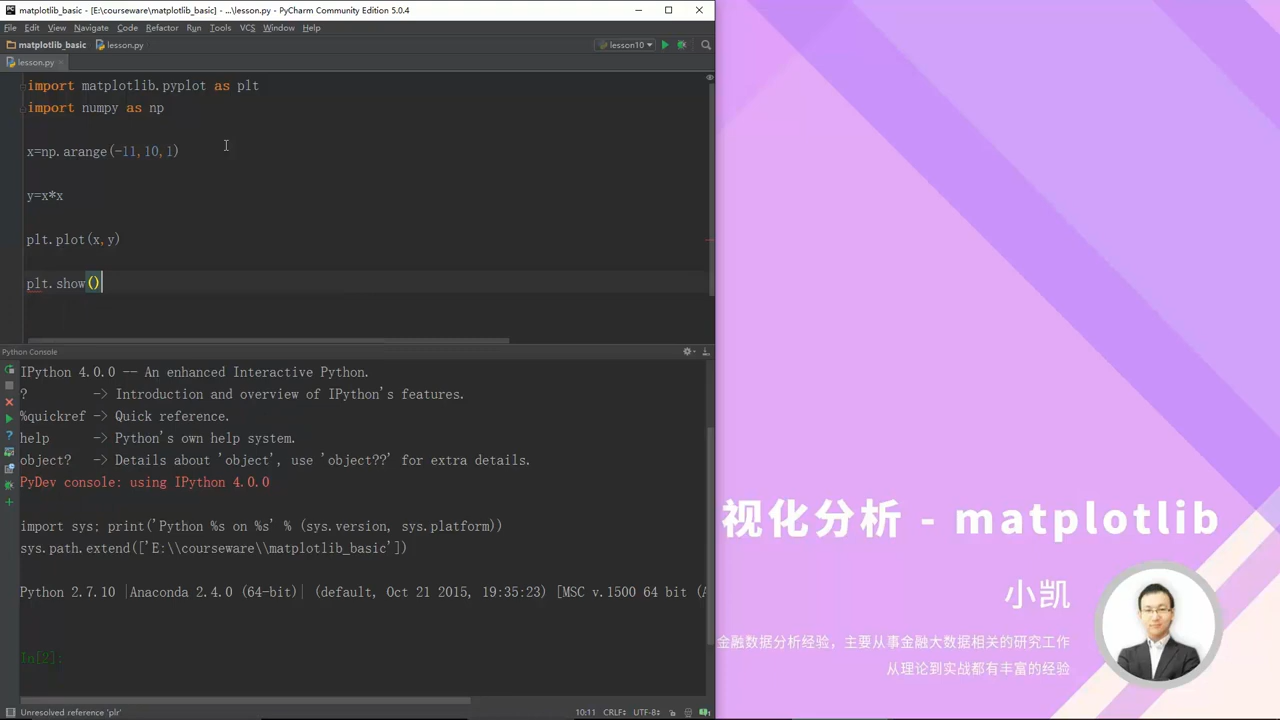 matplotlib_basic - [E:\courseware\matplotlib_basic] - ...\lesson.py - PyCharm Community Edition 5.0.4
File Edit View Navigate Code Refactor Run Tools VCS Window Help
matplotlib_basic lesson.py
lesson10
lesson.py
import matplotlib.pyplot as plt
import numpy as np
x=np.arange(-11,10,1)
y=x*x
plt.plot(x,y)
plt.show()
Python Console
IPython 4.0.0 -- An enhanced Interactive Python.
? -> Introduction and overview of IPython's features.
%quickref -> Quick reference.
help -> Python's own help system.
object? -> Details about 'object', use 'object??' for extra details.
PyDev console: using IPython 4.0.0
import sys; print('Python %s on %s' % (sys.version, sys.platform))
sys.path.extend(['E:\\courseware\\matplotlib_basic'])
Python 2.7.10 |Anaconda 2.4.0 (64-bit)| (default, Oct 21 2015, 19:35:23) [MSC v.1500 64 bit (A
In[2]:
Unresolved reference 'plr'
10:11 CRLF UTF-8
视化分析 - matplotlib
小凯
金融数据分析经验，主要从事金融大数据相关的研究工作
从理论到实战都有丰富的经验